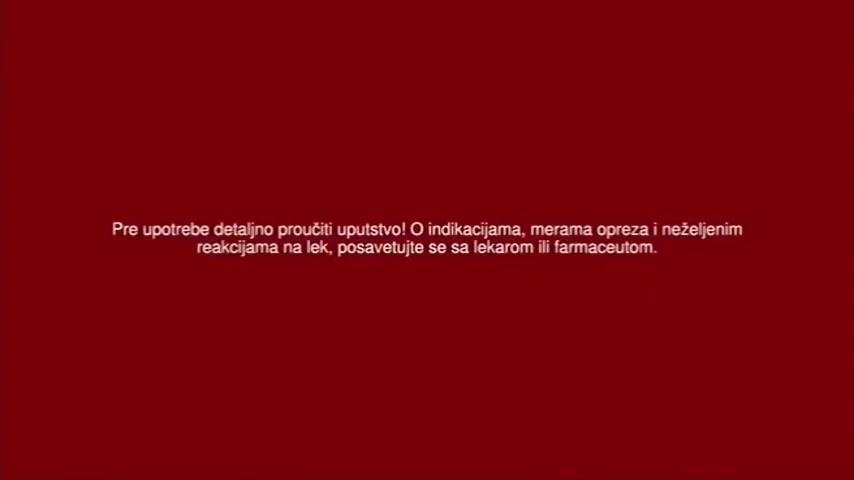 Pre upotrebe detaljno proučiti uputstvo! O indikacijama, merama opreza i neželjenim
reakcijama na lek, posavetujte se sa lekarom ili farmaceutom.